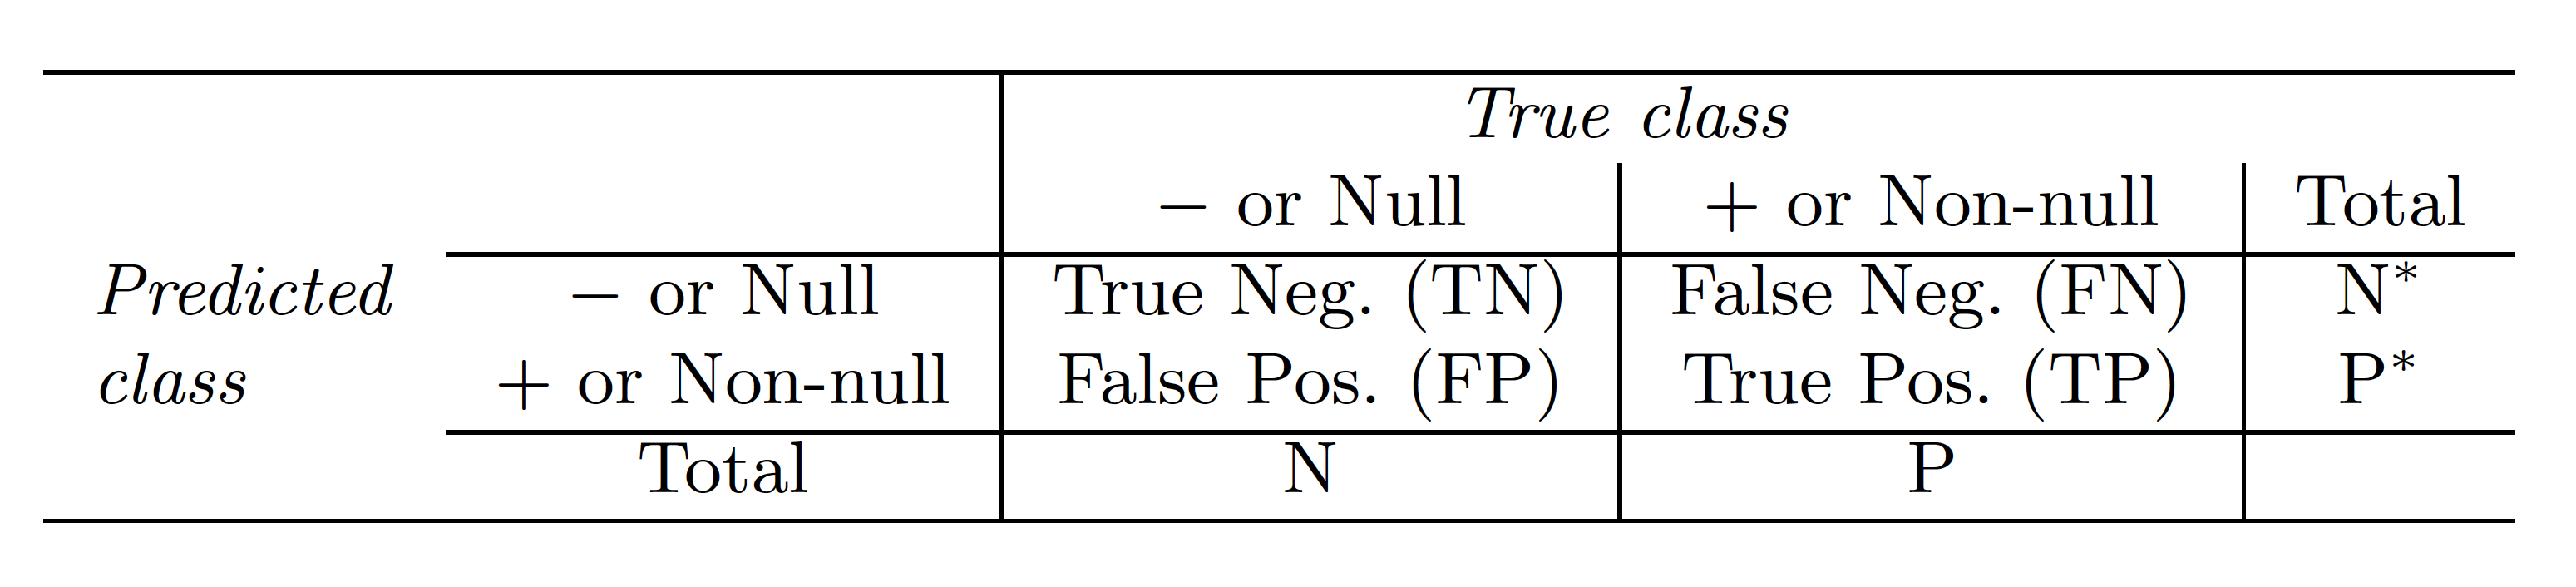 True class
− or Null + or Non-null Total
Predicted − or Null True Neg. (TN) False Neg. (FN) N*
class + or Non-null False Pos. (FP) True Pos. (TP) P*
Total N P